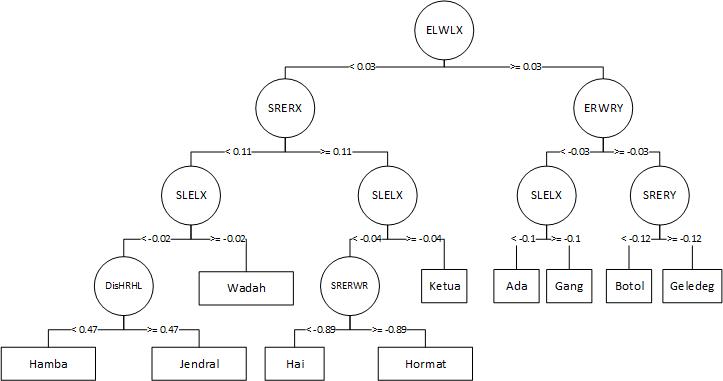 ELWLX
< 0.03
>= 0.03
SRERX
ERWRY
< 0.11
>= 0.11
< -0.03
>= -0.03
SLELX
SLELX
SLELX
SRERY
< -0.02
>= -0.02
< -0.04
>= -0.04
< -0.1
>= -0.1
< -0.12
>= -0.12
DisHRHL
Wadah
SRERWR
Ketua
Ada
Gang
Botol
Geledeg
< 0.47
>= 0.47
< -0.89
>= -0.89
Hamba
Jendral
Hai
Hormat